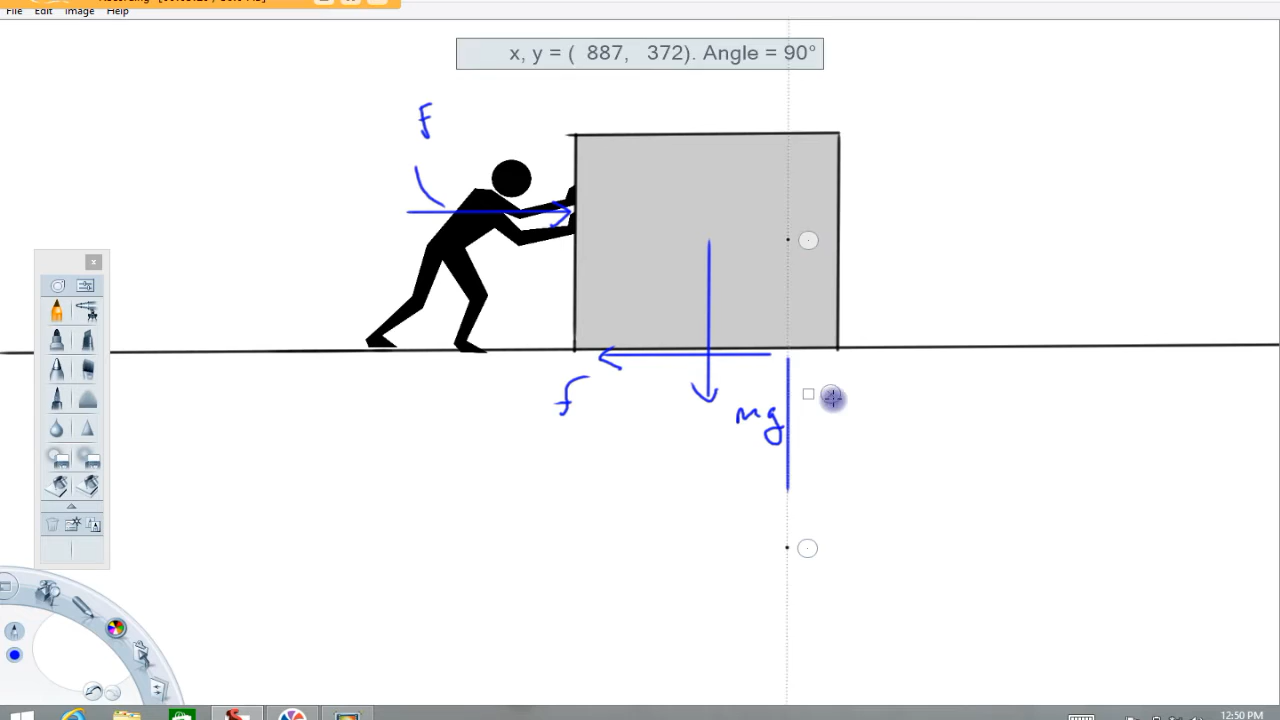 File Edit Image Help
x, y = ( 887, 372). Angle = 90°
F
f
mg
12:50 PM